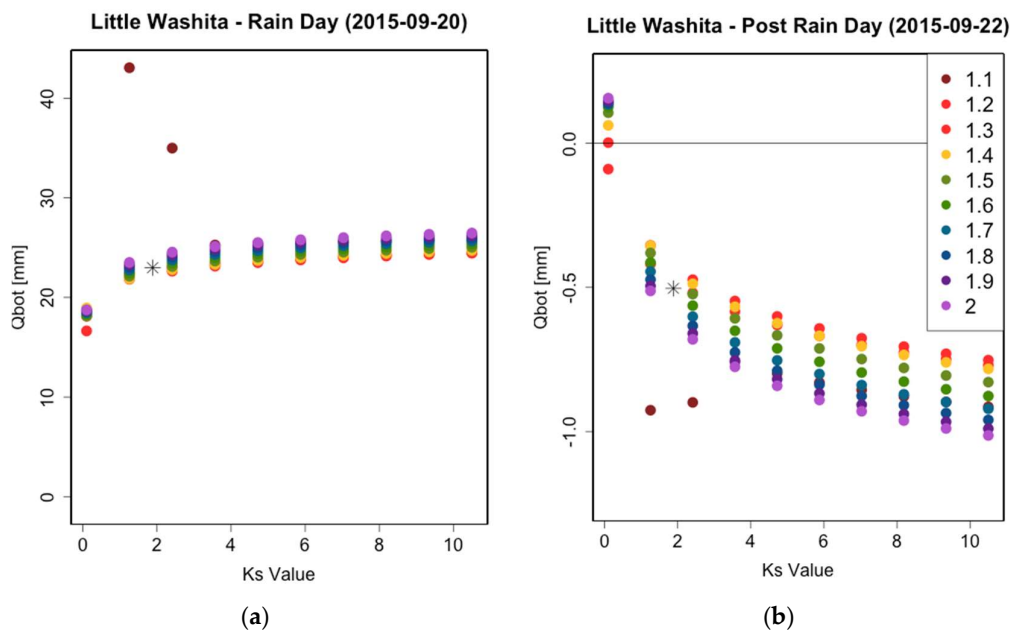 Little Washita - Rain Day (2015-09-20)
Qbot [mm]
40
30
20
10
0
0 2 4 6 8 10
Ks Value
(a)
Little Washita - Post Rain Day (2015-09-22)
Qbot [mm]
0.0
-0.5
-1.0
1.1
1.2
1.3
1.4
1.5
1.6
1.7
1.8
1.9
2
0 2 4 6 8 10
Ks Value
(b)